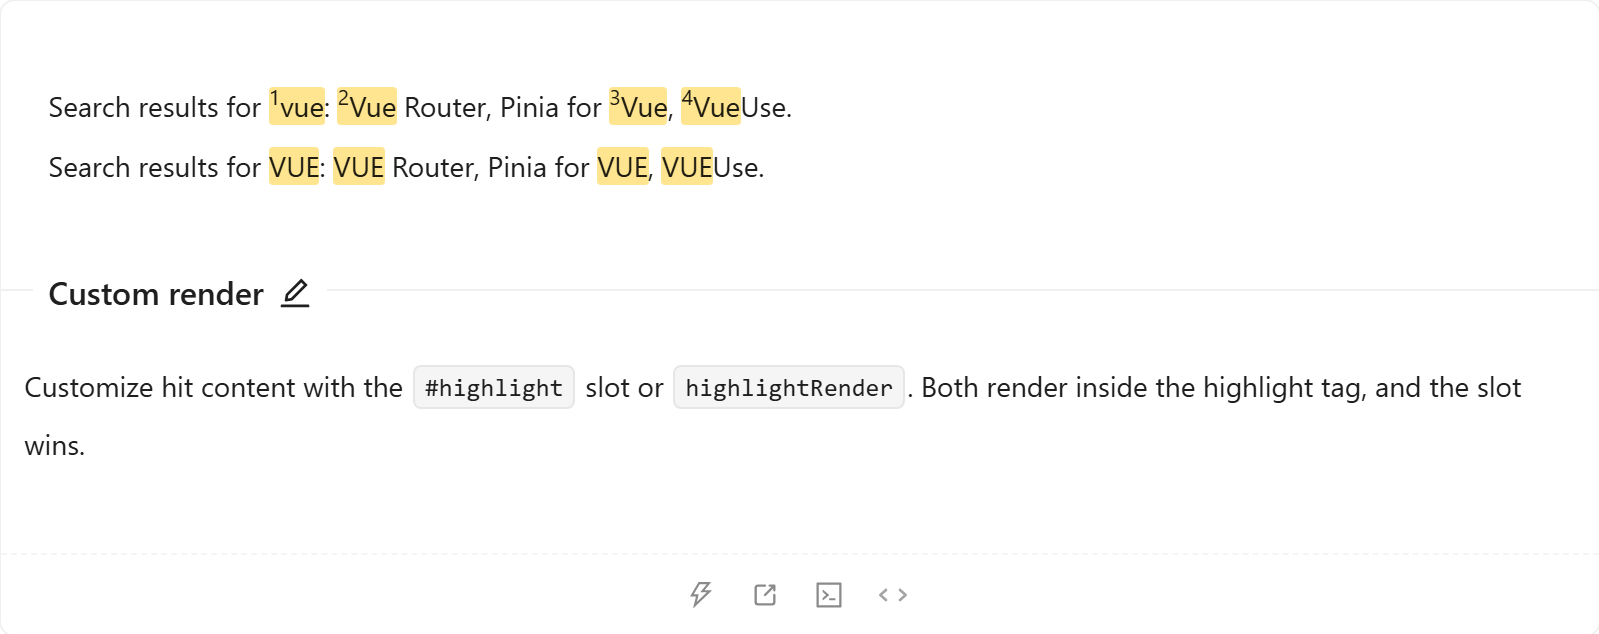 Search results for ¹vue: ²Vue Router, Pinia for ³Vue, ⁴VueUse.
Search results for VUE: VUE Router, Pinia for VUE, VUEUse.
Custom render
Customize hit content with the #highlight slot or highlightRender. Both render inside the highlight tag, and the slot
wins.